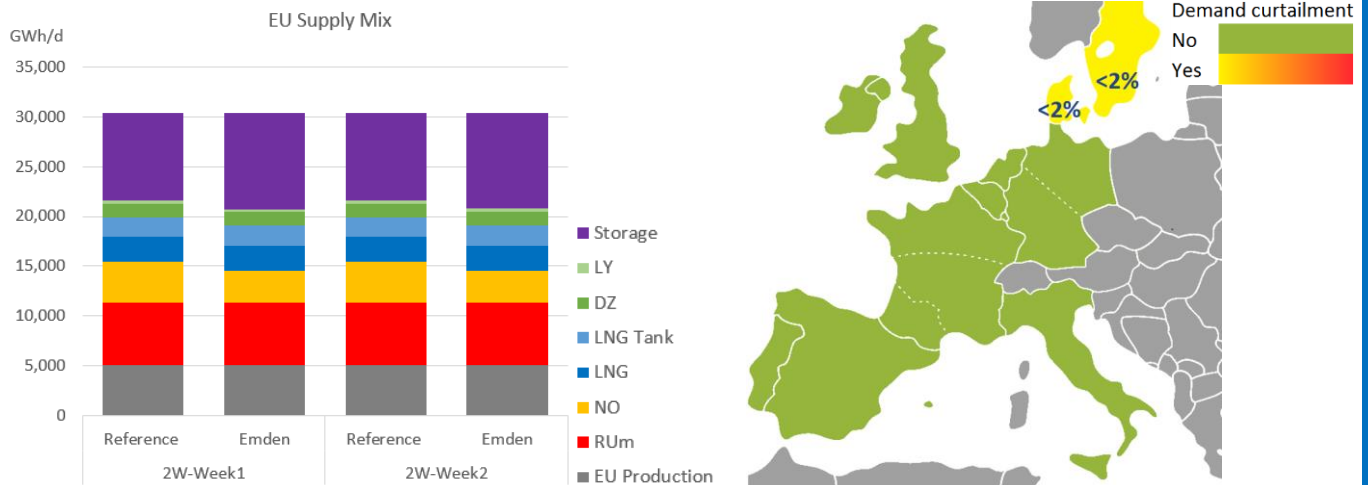 EU Supply Mix
GWh/d
35,000
30,000
25,000
20,000
15,000
10,000
5,000
0
Reference Emden Reference Emden
2W-Week1 2W-Week2
Storage
LY
DZ
LNG Tank
LNG
NO
RUm
EU Production
Demand curtailment
No
Yes
<2%
<2%